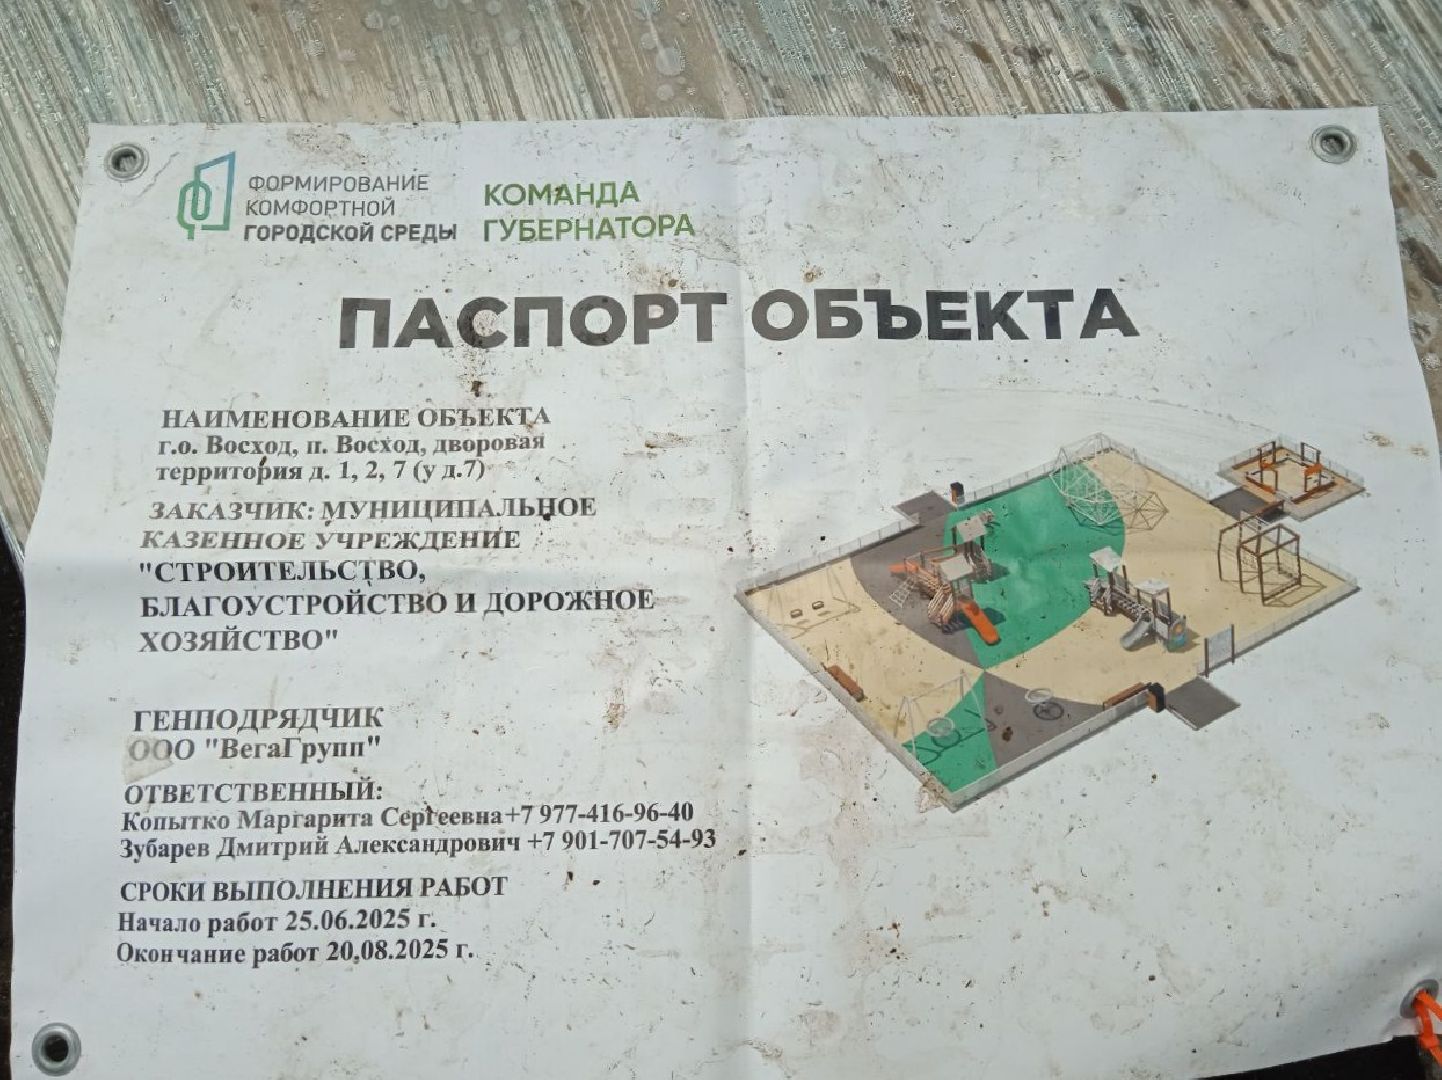 ФОРМИРОВАНИЕ
КОМФОРТНОЙ
ГОРОДСКОЙ СРЕДЫ
КОМАНДА
ГУБЕРНАТОРА
ПАСПОРТ ОБЪЕКТА
НАИМЕНОВАНИЕ ОБЪЕКТА
г.о. Восход, п. Восход, дворовая
территория д. 1, 2, 7 (у д.7)
ЗАКАЗЧИК: МУНИЦИПАЛЬНОЕ
КАЗЕННОЕ УЧРЕЖДЕНИЕ
"СТРОИТЕЛЬСТВО,
БЛАГОУСТРОЙСТВО И ДОРОЖНОЕ
ХОЗЯЙСТВО"
ГЕНПОДРЯДЧИК
ООО "ВегаГрупп"
ОТВЕТСТВЕННЫЙ:
Копытко Маргарита Сергеевна+7 977-416-96-40
Зубарев Дмитрий Александрович +7 901-707-54-93
СРОКИ ВЫПОЛНЕНИЯ РАБОТ
Начало работ 25.06.2025 г.
Окончание работ 20.08.2025 г.